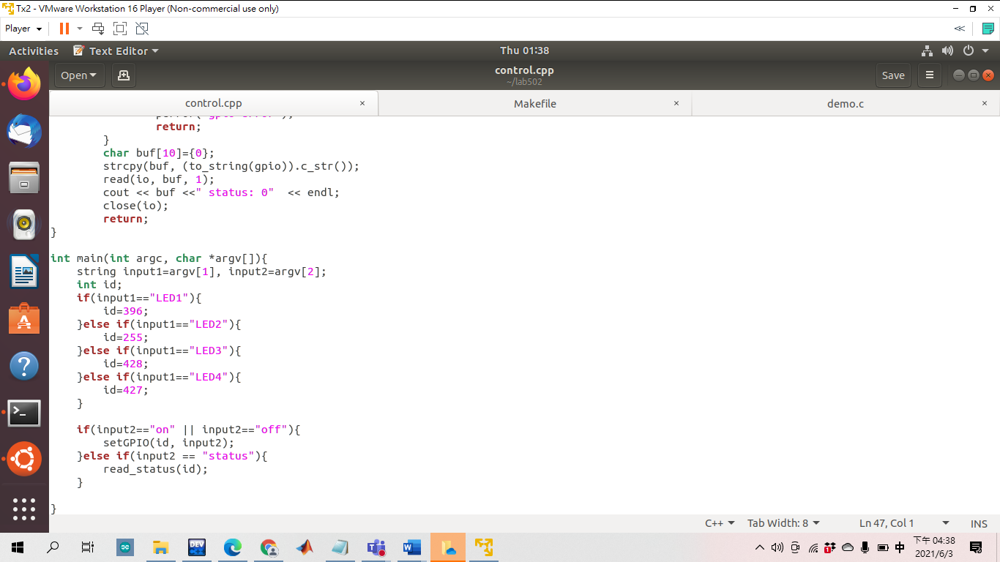 Tx2 - VMware Workstation 16 Player (Non-commercial use only)
Player
Activities
Text Editor
Thu 01:38
Open
control.cpp
~/lab502
Save
control.cpp
Makefile
demo.c
return;
}
char buf[10]={0};
strcpy(buf, (to_string(gpio)).c_str());
read(io, buf, 1);
cout << buf <<" status: 0"  << endl;
close(io);
return;
}
int main(int argc, char *argv[]){
string input1=argv[1], input2=argv[2];
int id;
if(input1=="LED1"){
id=396;
}else if(input1=="LED2"){
id=255;
}else if(input1=="LED3"){
id=428;
}else if(input1=="LED4"){
id=427;
}
if(input2=="on" || input2=="off"){
setGPIO(id, input2);
}else if(input2 == "status"){
read_status(id);
}
}
C++
Tab Width: 8
Ln 47, Col 1
INS
DEV
中
下午 04:38
2021/6/3